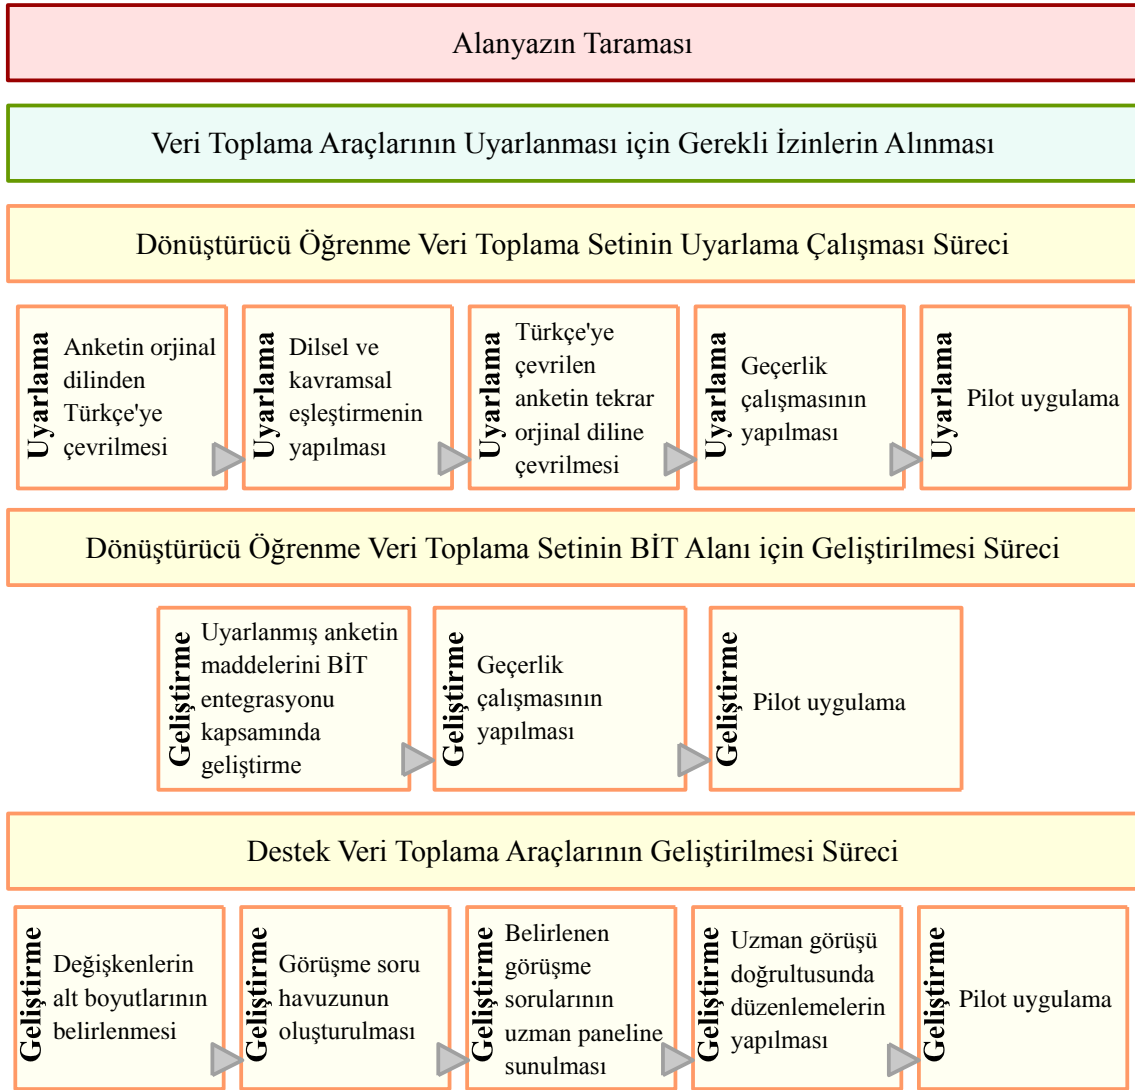 Alanyazın Taraması
Veri Toplama Araçlarının Uyarlanması için Gerekli İzinlerin Alınması
Dönüştürücü Öğrenme Veri Toplama Setinin Uyarlama Çalışması Süreci
Uyarlama
Anketin orjinal
dilinden
Türkçe'ye
çevrilmesi
Uyarlama
Dilsel ve
kavramsal
eşleştirmenin
yapılması
Uyarlama
Türkçe'ye
çevrilen
anketin tekrar
orjinal diline
çevrilmesi
Uyarlama
Geçerlik
çalışmasının
yapılması
Uyarlama
Pilot uygulama
Dönüştürücü Öğrenme Veri Toplama Setinin BİT Alanı için Geliştirilmesi Süreci
Geliştirme
Uyarlanmış anketin
maddelerini BİT
entegrasyonu
kapsamında
geliştirme
Geliştirme
Geçerlik
çalışmasının
yapılması
Geliştirme
Pilot uygulama
Destek Veri Toplama Araçlarının Geliştirilmesi Süreci
Geliştirme
Değişkenlerin
alt boyutlarının
belirlenmesi
Geliştirme
Görüşme soru
havuzunun
oluşturulması
Geliştirme
Belirlenen
görüşme
sorularının
uzman paneline
sunulması
Geliştirme
Uzman görüşü
doğrultusunda
düzenlemelerin
yapılması
Geliştirme
Pilot uygulama